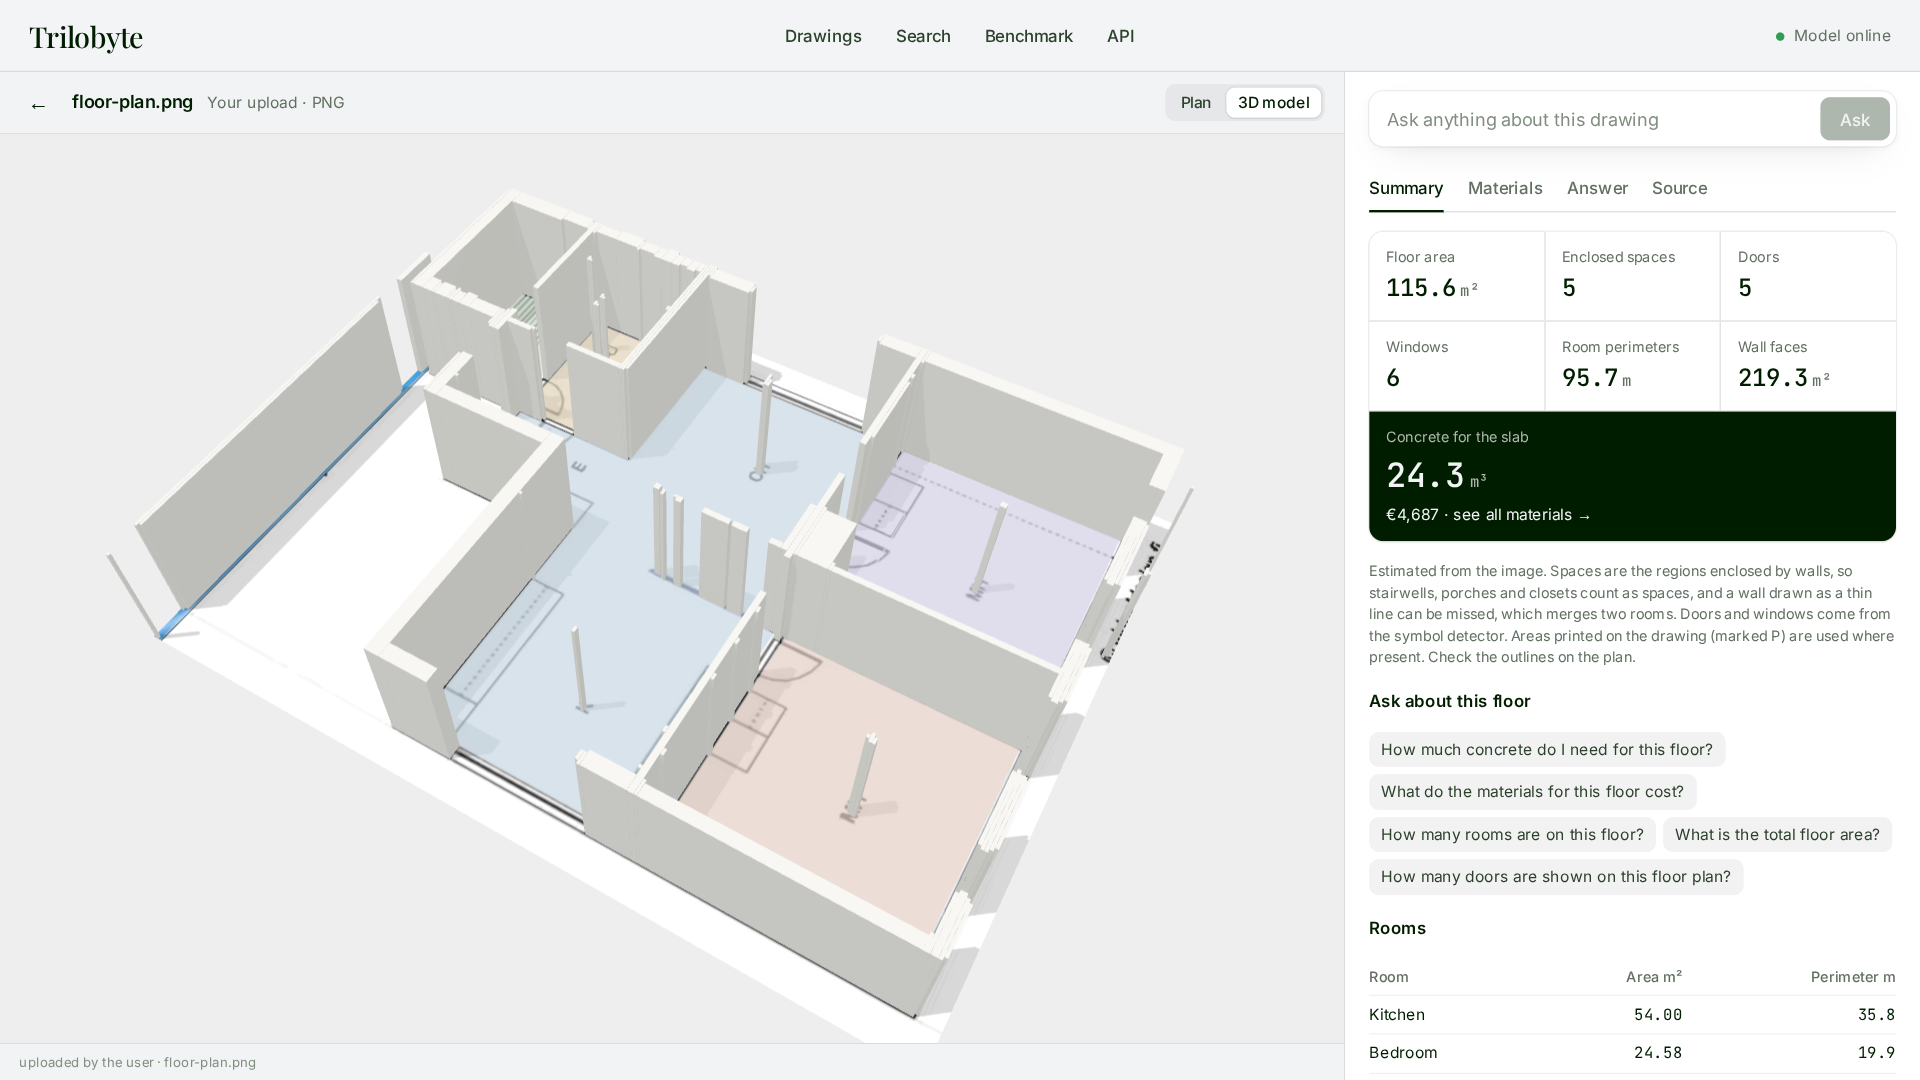 Trilobyte
Drawings Search Benchmark API
Model online
← floor-plan.png Your upload · PNG
Plan 3D model
Ask anything about this drawing Ask
Summary Materials Answer Source
Floor area Enclosed spaces Doors
115.6 m² 5 5
Windows Room perimeters Wall faces
6 95.7 m 219.3 m²
Concrete for the slab
24.3 m³
€4,687 · see all materials →
Estimated from the image. Spaces are the regions enclosed by walls, so
stairwells, porches and closets count as spaces, and a wall drawn as a thin
line can be missed, which merges two rooms. Doors and windows come from
the symbol detector. Areas printed on the drawing (marked P) are used where
present. Check the outlines on the plan.
Ask about this floor
How much concrete do I need for this floor?
What do the materials for this floor cost?
How many rooms are on this floor? What is the total floor area?
How many doors are shown on this floor plan?
Rooms
Room Area m² Perimeter m
Kitchen 54.00 35.8
Bedroom 24.58 19.9
uploaded by the user · floor-plan.png